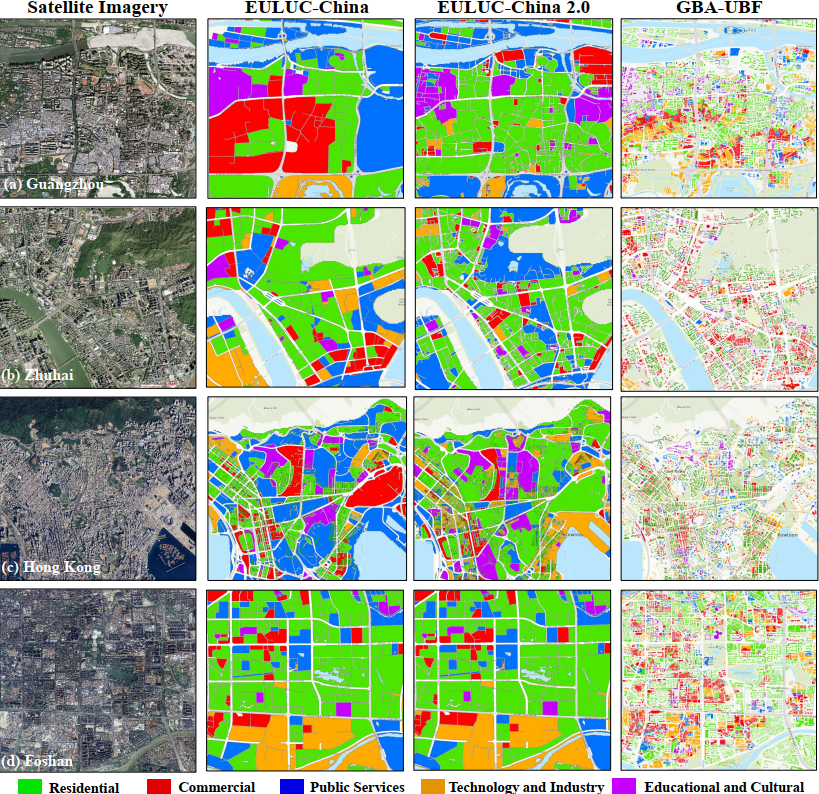 Satellite Imagery EULUC-China EULUC-China 2.0 GBA-UBF
(a) Guangzhou
(b) Zhuhai
(c) Hong Kong
Kowloon
(d) Foshan
Residential Commercial Public Services Technology and Industry Educational and Cultural